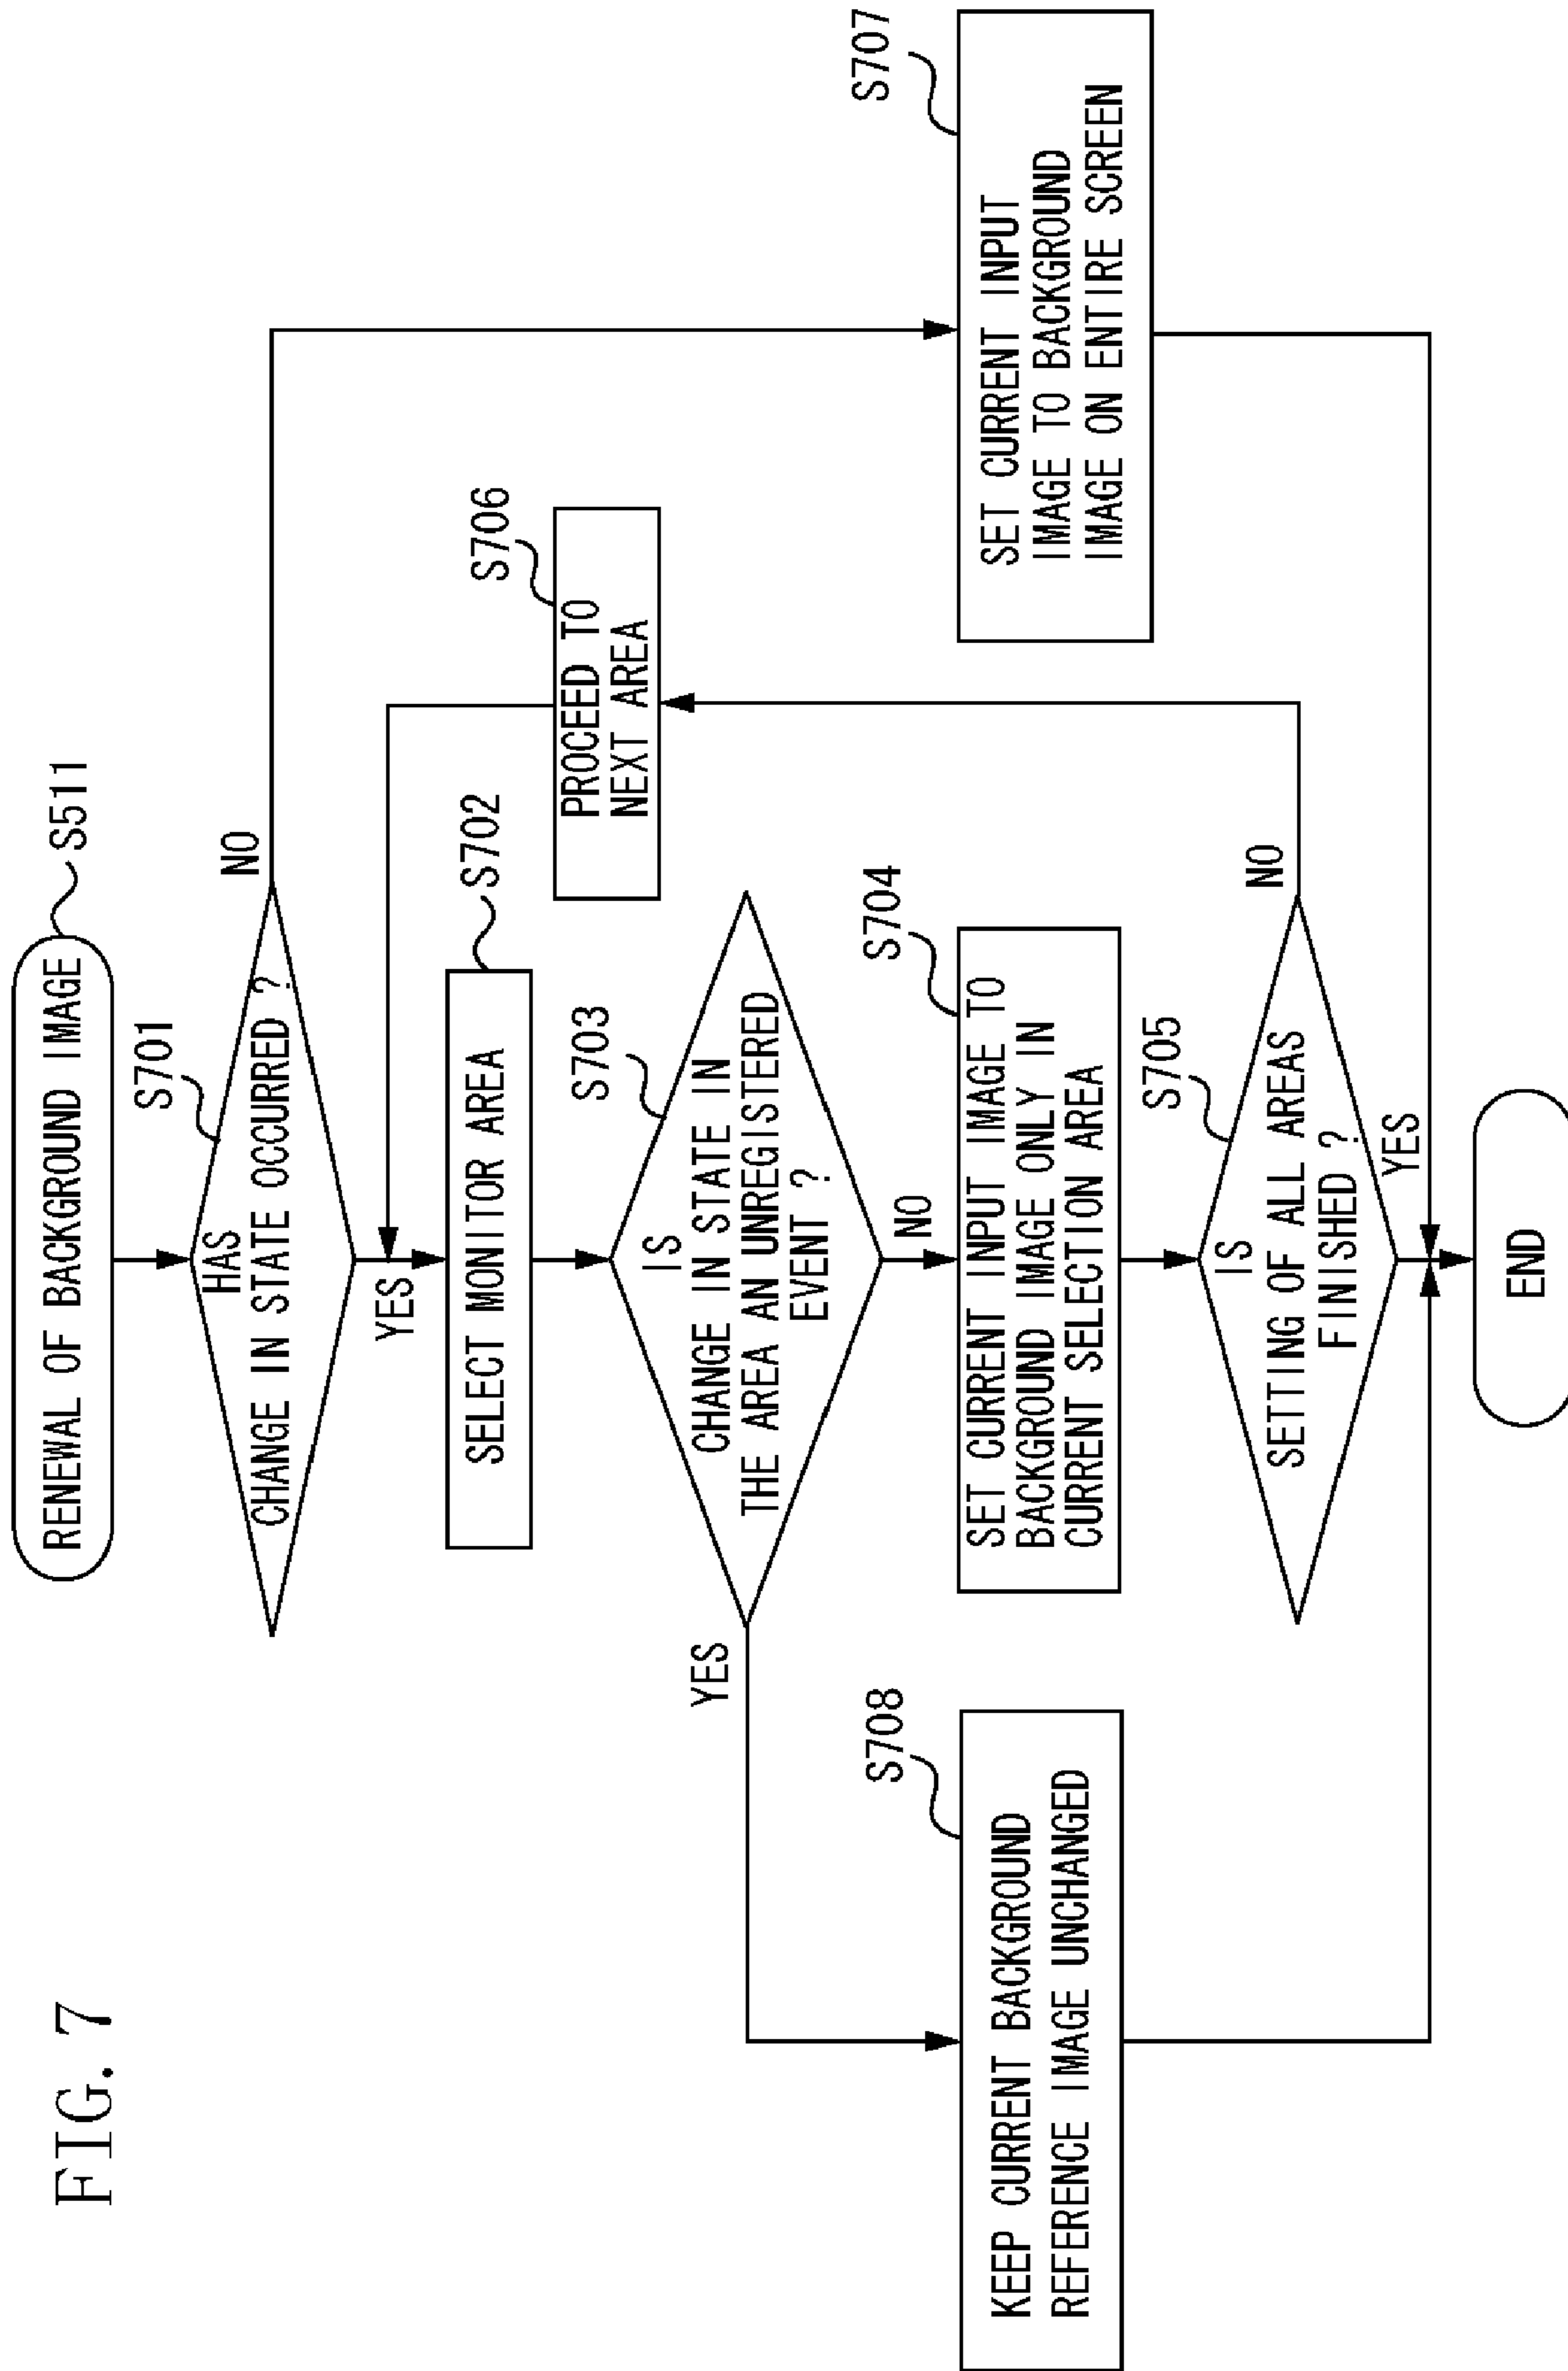 FIG. 7
RENEWAL OF BACKGROUND IMAGE
S511
S701
HAS
CHANGE IN STATE OCCURRED ?
NO
YES
SELECT MONITOR AREA
S702
PROCEED TO
NEXT AREA
S706
S703
IS
CHANGE IN STATE IN
THE AREA AN UNREGISTERED
EVENT ?
YES
NO
S708
KEEP CURRENT BACKGROUND
REFERENCE IMAGE UNCHANGED
S704
SET CURRENT INPUT IMAGE TO
BACKGROUND IMAGE ONLY IN
CURRENT SELECTION AREA
S707
SET CURRENT INPUT
IMAGE TO BACKGROUND
IMAGE ON ENTIRE SCREEN
S705
IS
SETTING OF ALL AREAS
FINISHED ?
NO
YES
END